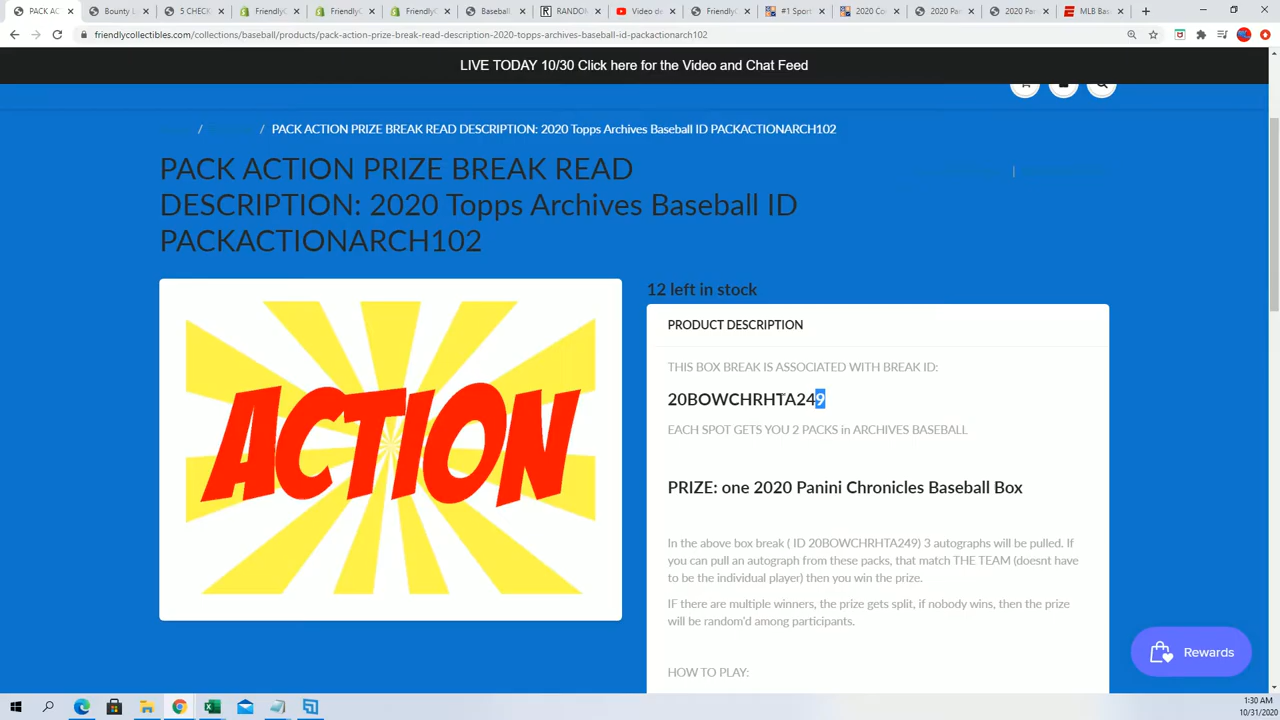 PACK AC
Bounty L
5 CHECK
FriendlyC
FriendlyC
FriendlyC
Baseball
RANDOM
Video de
FriendlyC
#1 Sport
2020 Co
2020 Pan
2020 Pan
MLB Bas
friendlycollectibles.com/collections/baseball/products/pack-action-prize-break-read-description-2020-topps-archives-baseball-id-packactionarch102
LIVE TODAY 10/30 Click here for the Video and Chat Feed
/ / PACK ACTION PRIZE BREAK READ DESCRIPTION: 2020 Topps Archives Baseball ID PACKACTIONARCH102
PACK ACTION PRIZE BREAK READ
DESCRIPTION: 2020 Topps Archives Baseball ID
PACKACTIONARCH102
ACTION
12 left in stock
PRODUCT DESCRIPTION
THIS BOX BREAK IS ASSOCIATED WITH BREAK ID:
20BOWCHRHTA249
EACH SPOT GETS YOU 2 PACKS in ARCHIVES BASEBALL
PRIZE: one 2020 Panini Chronicles Baseball Box
In the above box break ( ID 20BOWCHRHTA249) 3 autographs will be pulled. If
you can pull an autograph from these packs, that match THE TEAM (doesnt have
to be the individual player) then you win the prize.
IF there are multiple winners, the prize gets split, if nobody wins, then the prize
will be random'd among participants.
HOW TO PLAY:
Rewards
1:30 AM
10/31/2020